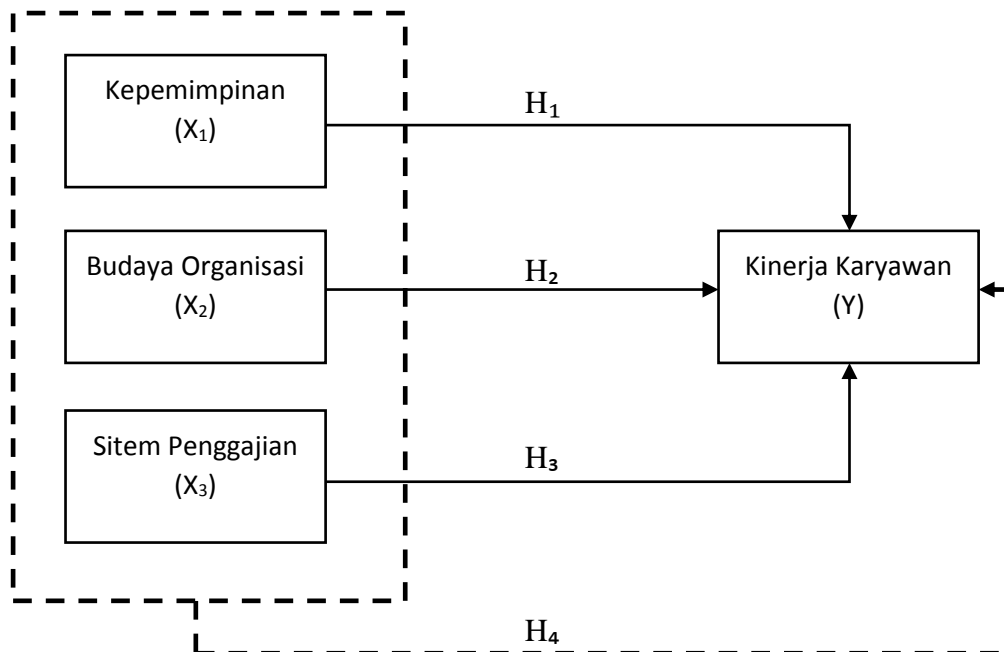 Kepemimpinan
(X₁)
H₁
Budaya Organisasi
(X₂)
H₂
Kinerja Karyawan
(Y)
Sitem Penggajian
(X₃)
H₃
H₄